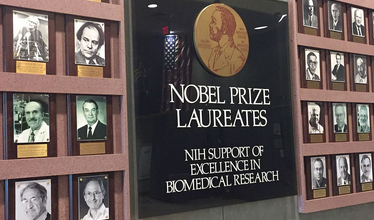 NOBEL PRIZE
LAUREATES
NIH SUPPORT OF
EXCELLENCE IN
BIOMEDICAL RESEARCH